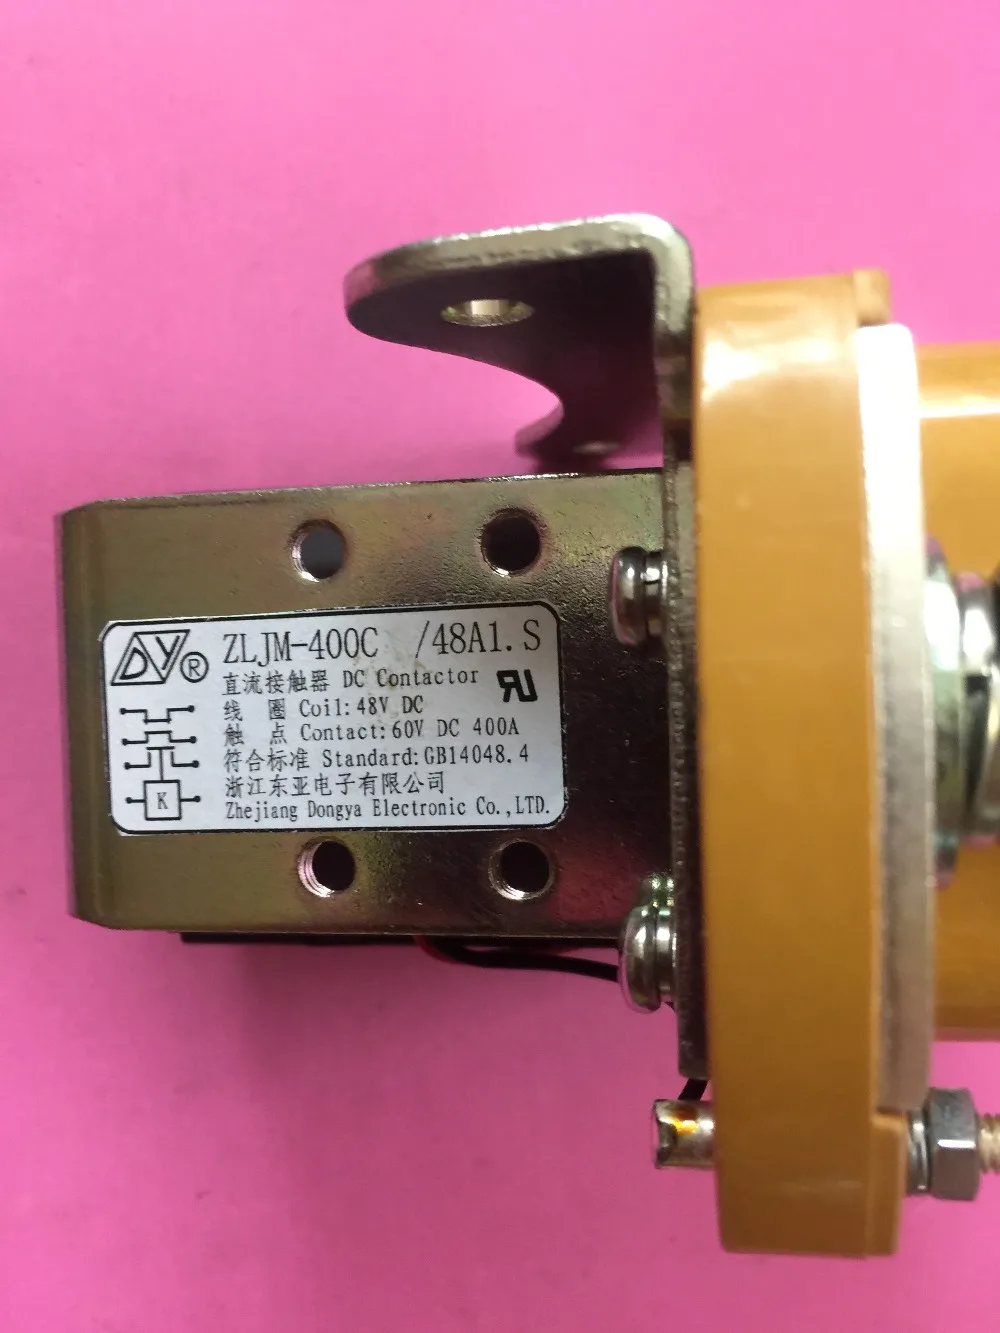 DY® ZLJM-400C /48A1.S
直流接触器 DC Contactor RU
线 圈 Coil: 48V DC
触 点 Contact: 60V DC 400A
符合标准 Standard: GB14048.4
浙江东亚电子有限公司
Zhejiang Dongya Electronic Co., LTD.
K